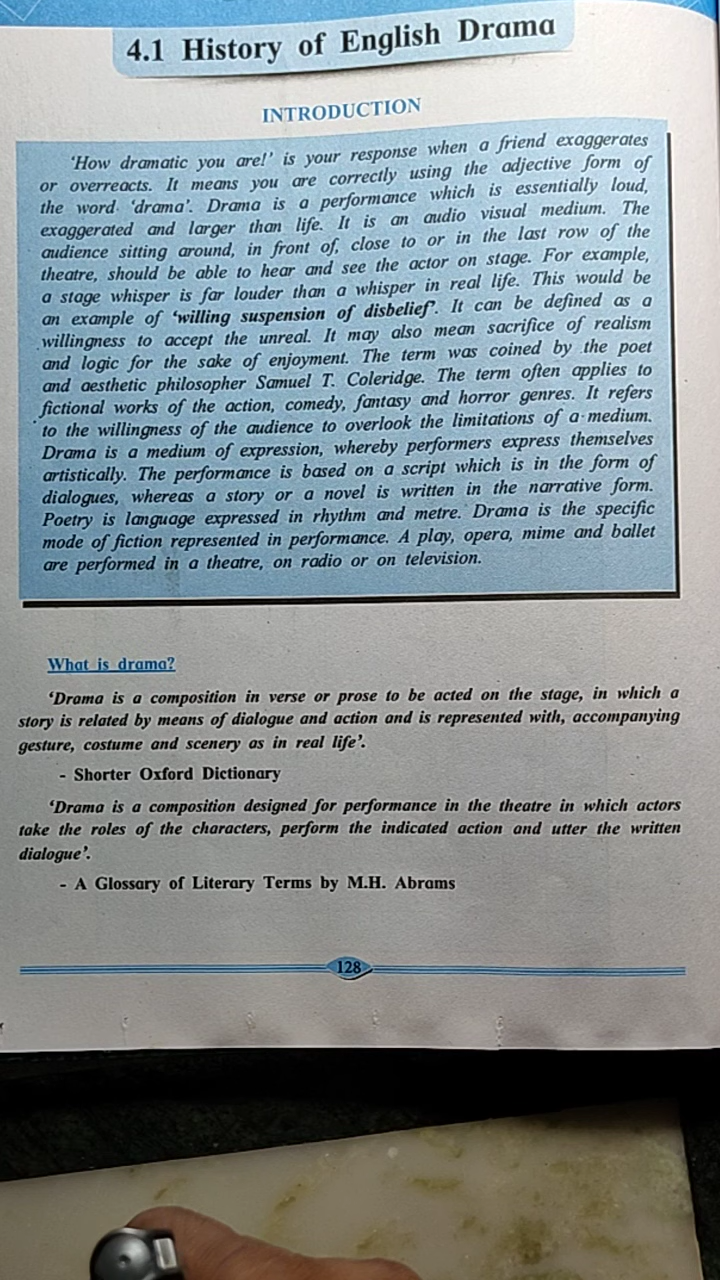 4.1 History of English Drama
INTRODUCTION
'How dramatic you are!' is your response when a friend exaggerates
or overreacts. It means you are correctly using the adjective form of
the word 'drama'. Drama is a performance which is essentially loud,
exaggerated and larger than life. It is an audio visual medium. The
audience sitting around, in front of, close to or in the last row of the
theatre, should be able to hear and see the actor on stage. For example,
a stage whisper is far louder than a whisper in real life. This would be
an example of 'willing suspension of disbelief'. It can be defined as a
willingness to accept the unreal. It may also mean sacrifice of realism
and logic for the sake of enjoyment. The term was coined by the poet
and aesthetic philosopher Samuel T. Coleridge. The term often applies to
fictional works of the action, comedy, fantasy and horror genres. It refers
to the willingness of the audience to overlook the limitations of a medium.
Drama is a medium of expression, whereby performers express themselves
artistically. The performance is based on a script which is in the form of
dialogues, whereas a story or a novel is written in the narrative form.
Poetry is language expressed in rhythm and metre. Drama is the specific
mode of fiction represented in performance. A play, opera, mime and ballet
are performed in a theatre, on radio or on television.
What is drama?
'Drama is a composition in verse or prose to be acted on the stage, in which a
story is related by means of dialogue and action and is represented with, accompanying
gesture, costume and scenery as in real life'.
- Shorter Oxford Dictionary
'Drama is a composition designed for performance in the theatre in which actors
take the roles of the characters, perform the indicated action and utter the written
dialogue'.
- A Glossary of Literary Terms by M.H. Abrams
128